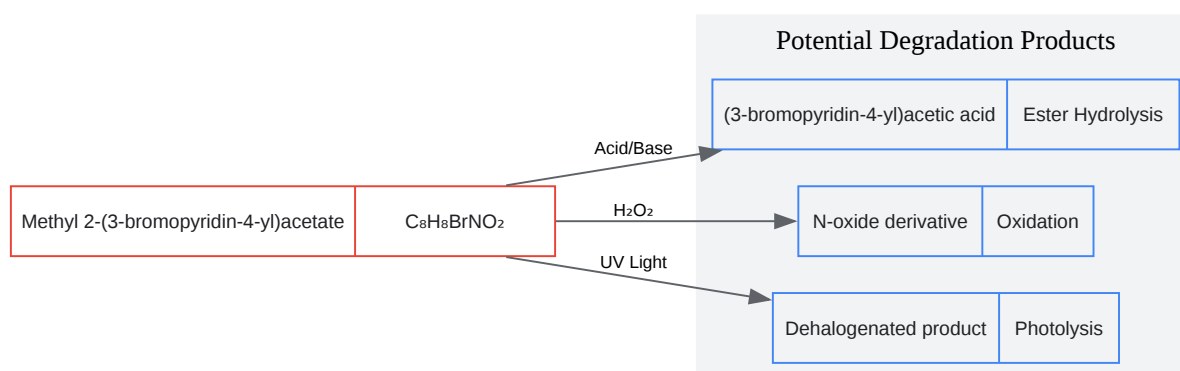 Potential Degradation Products
(3-bromopyridin-4-yl)acetic acid
Ester Hydrolysis
Acid/Base
Methyl 2-(3-bromopyridin-4-yl)acetate
C₈H₈BrNO₂
H₂O₂
N-oxide derivative
Oxidation
UV Light
Dehalogenated product
Photolysis